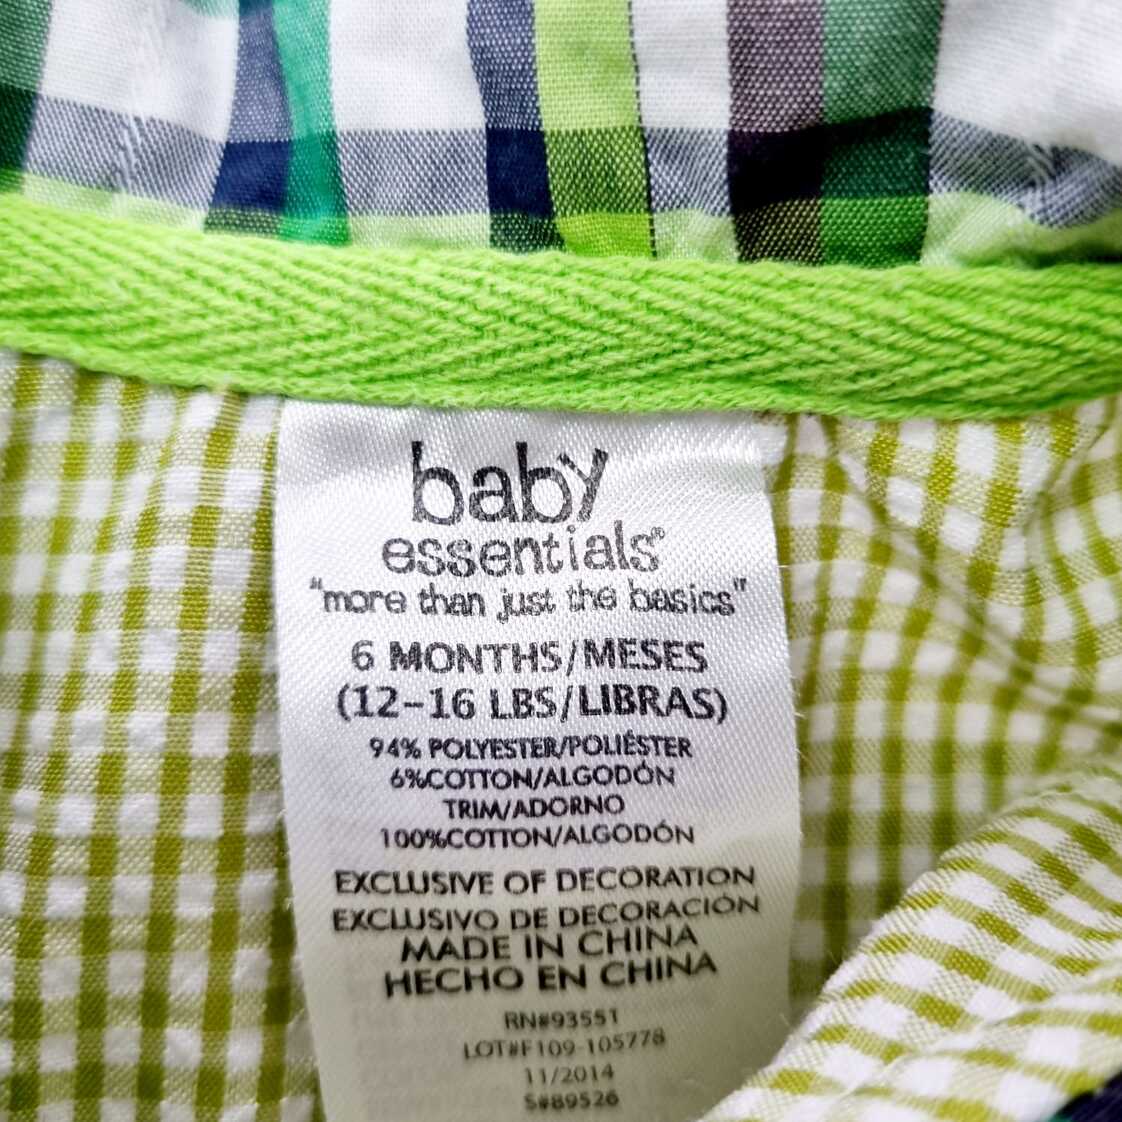 baby
essentials®
"more than just the basics"
6 MONTHS/MESES
(12-16 LBS/LIBRAS)
94% POLYESTER/POLIÉSTER
6%COTTON/ALGODÓN
TRIM/ADORNO
100%COTTON/ALGODÓN
EXCLUSIVE OF DECORATION
EXCLUSIVO DE DECORACIÓN
MADE IN CHINA
HECHO EN CHINA
RN#93551
LOT#F109-105778
11/2014
S#89526